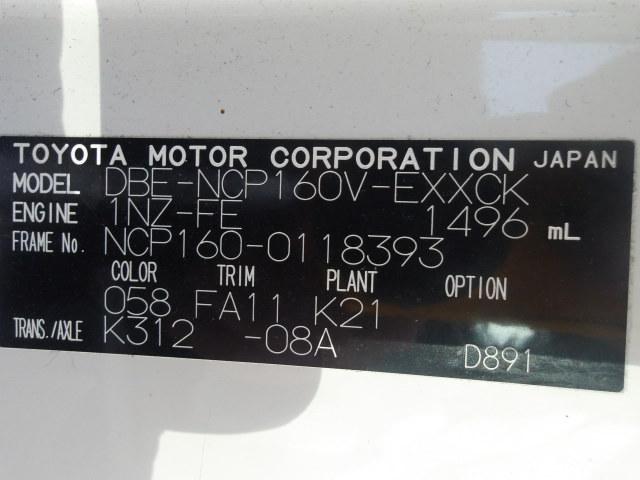 TOYOTA MOTOR CORPORATION JAPAN
MODEL DBE-NCP160V-EXXCK
ENGINE 1NZ-FE 1496 mL
FRAME No. NCP160-0118393
COLOR TRIM PLANT OPTION
058 FA11 K21
TRANS./AXLE K312 -08A
D891